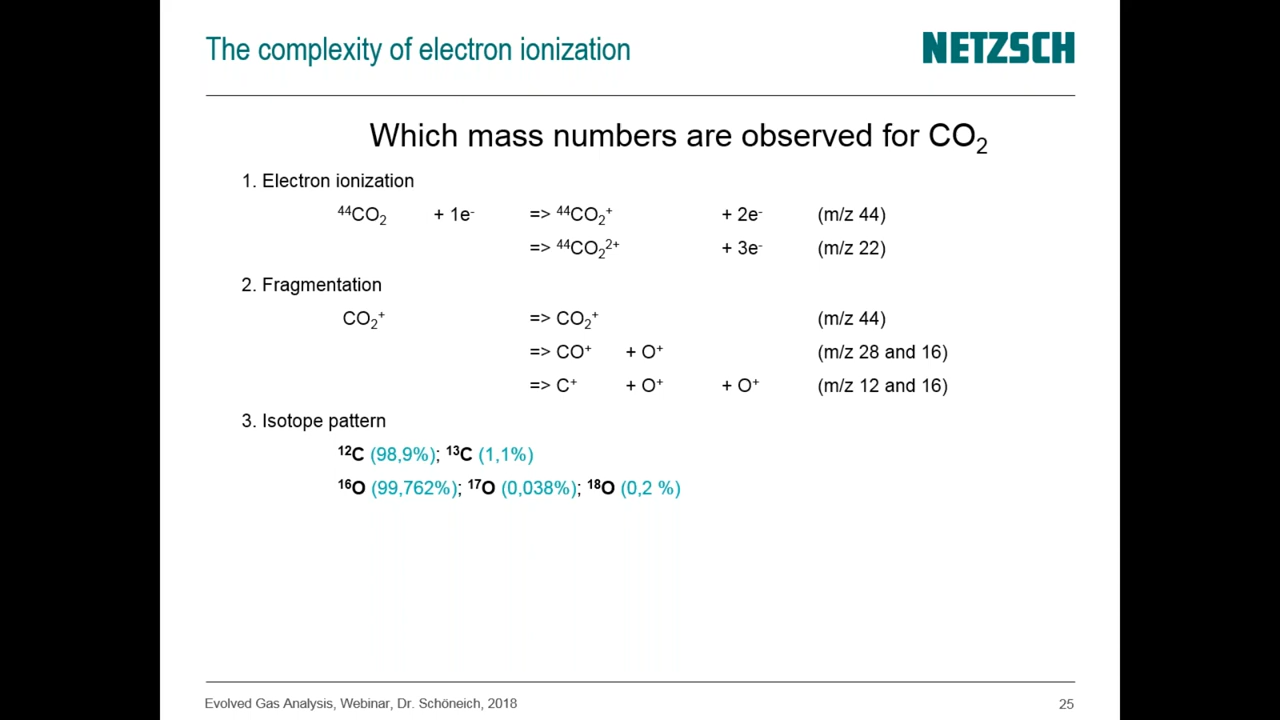 The complexity of electron ionization
NETZSCH
Which mass numbers are observed for CO₂
1. Electron ionization
⁴⁴CO₂ + 1e⁻ => ⁴⁴CO₂⁺ + 2e⁻ (m/z 44)
=> ⁴⁴CO₂²⁺ + 3e⁻ (m/z 22)
2. Fragmentation
CO₂⁺ => CO₂⁺ (m/z 44)
=> CO⁺ + O⁺ (m/z 28 and 16)
=> C⁺ + O⁺ + O⁺ (m/z 12 and 16)
3. Isotope pattern
¹²C (98,9%); ¹³C (1,1%)
¹⁶O (99,762%); ¹⁷O (0,038%); ¹⁸O (0,2 %)
Evolved Gas Analysis, Webinar, Dr. Schöneich, 2018
25